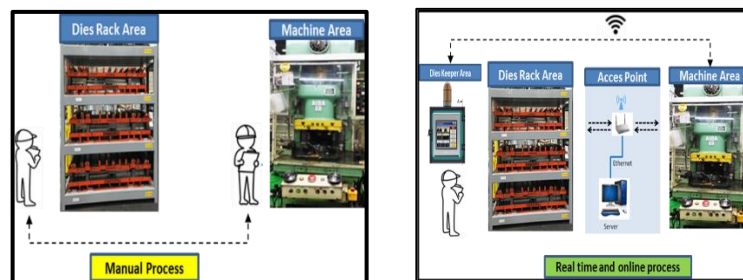 Dies Rack Area
Machine Area
Manual Process
Dies Keeper Area
Dies Rack Area
Acces Point
Machine Area
AIDA
Ethernet
Server
Real time and online process